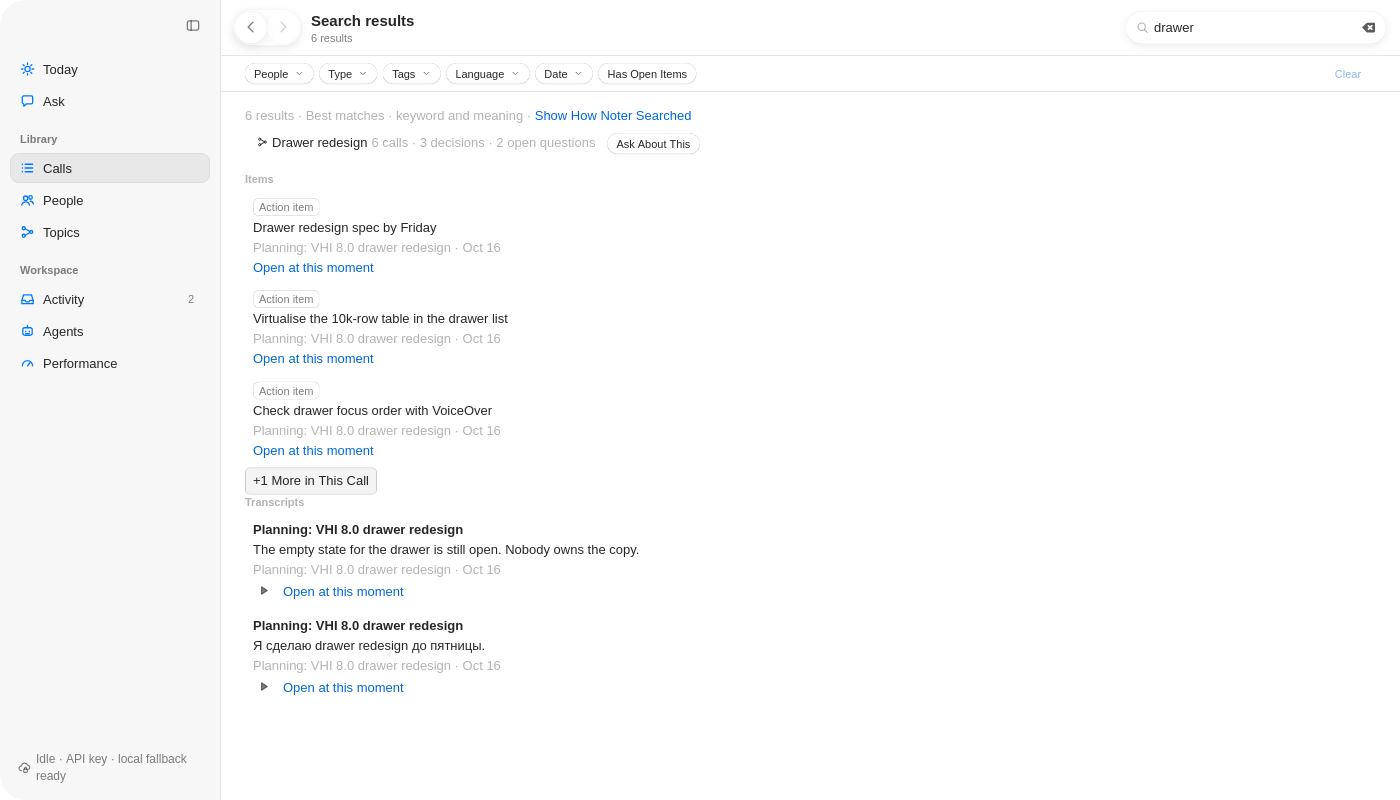 Search results
6 results
drawer
Today
Ask
Library
Calls
People
Topics
Workspace
Activity 2
Agents
Performance
Idle · API key · local fallback
ready
People Type Tags Language Date Has Open Items Clear
6 results · Best matches · keyword and meaning · Show How Noter Searched
Drawer redesign 6 calls · 3 decisions · 2 open questions Ask About This
Items
Action item
Drawer redesign spec by Friday
Planning: VHI 8.0 drawer redesign · Oct 16
Open at this moment
Action item
Virtualise the 10k-row table in the drawer list
Planning: VHI 8.0 drawer redesign · Oct 16
Open at this moment
Action item
Check drawer focus order with VoiceOver
Planning: VHI 8.0 drawer redesign · Oct 16
Open at this moment
+1 More in This Call
Transcripts
Planning: VHI 8.0 drawer redesign
The empty state for the drawer is still open. Nobody owns the copy.
Planning: VHI 8.0 drawer redesign · Oct 16
Open at this moment
Planning: VHI 8.0 drawer redesign
Я сделаю drawer redesign до пятницы.
Planning: VHI 8.0 drawer redesign · Oct 16
Open at this moment